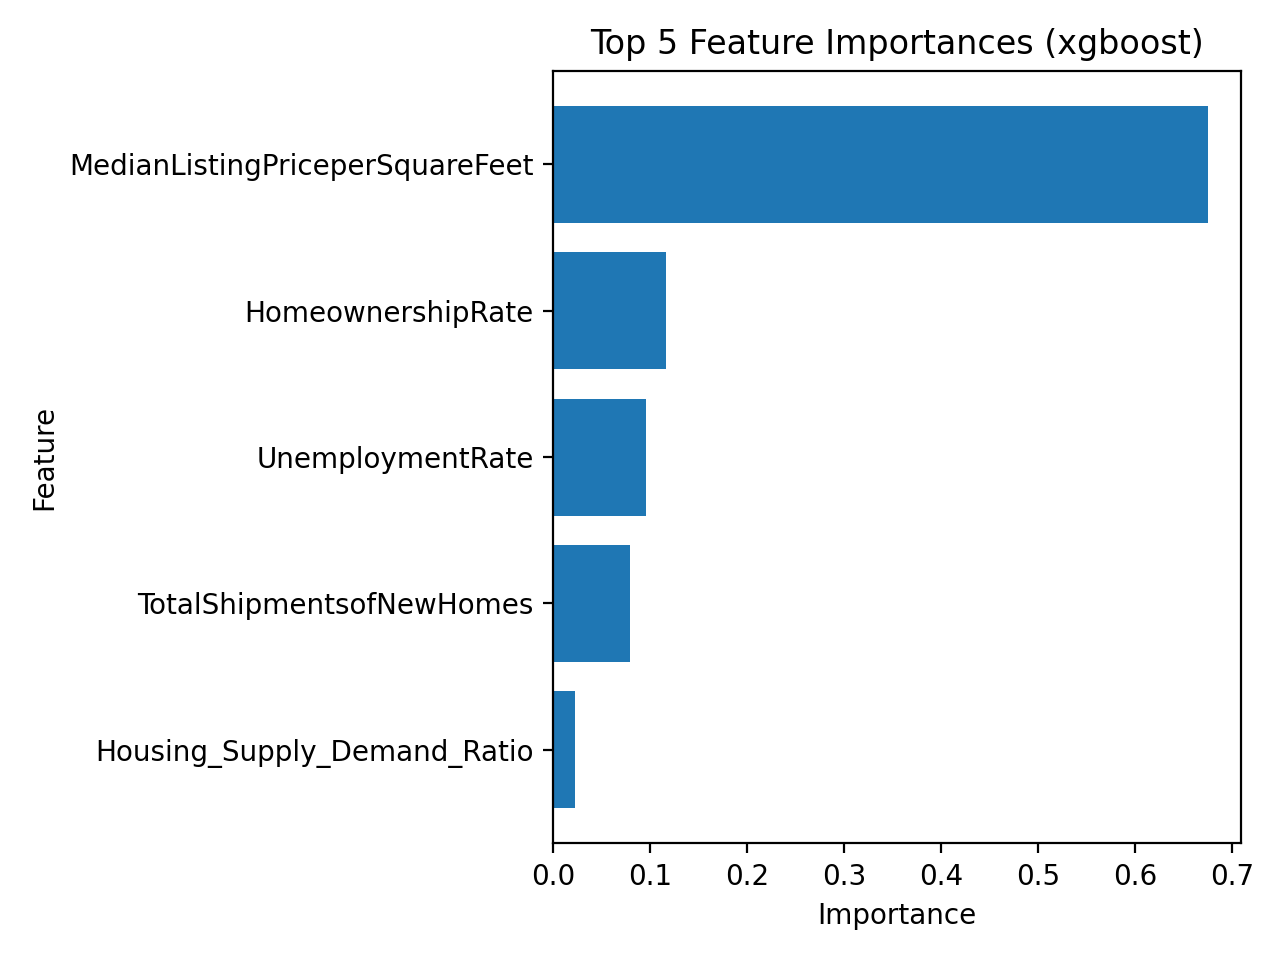 Top 5 Feature Importances (xgboost)
MedianListingPriceperSquareFeet
HomeownershipRate
UnemploymentRate
TotalShipmentsofNewHomes
Housing_Supply_Demand_Ratio
Feature
0.0 0.1 0.2 0.3 0.4 0.5 0.6 0.7
Importance